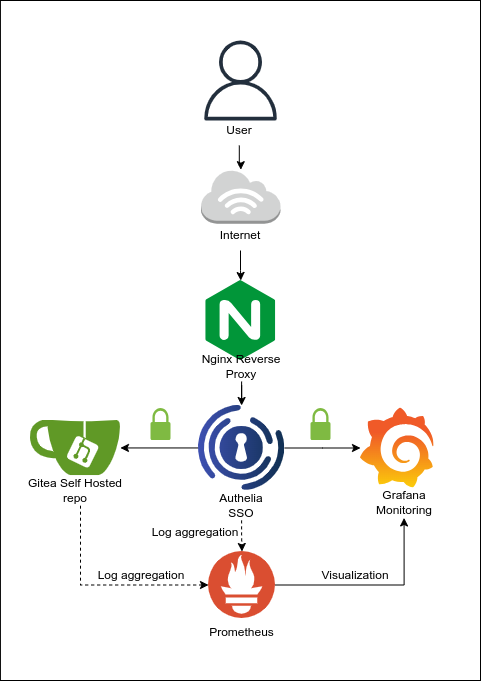 User
Internet
Nginx Reverse
Proxy
Gitea Self Hosted
repo
Authelia
SSO
Grafana
Monitoring
Log aggregation
Log aggregation
Visualization
Prometheus